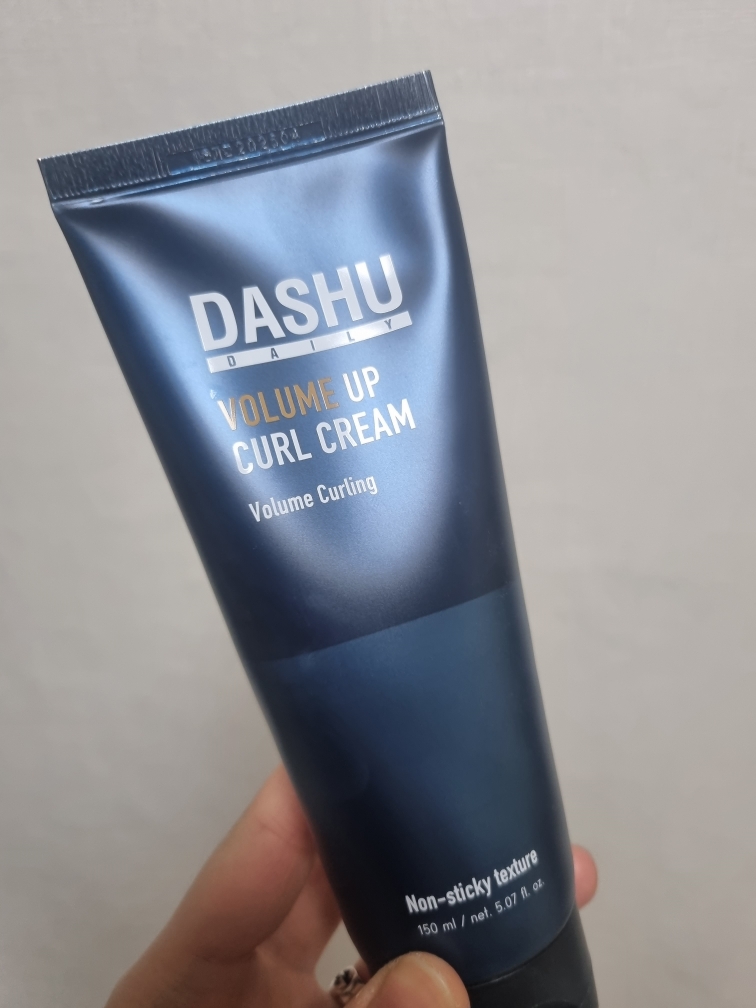 DASHU
DAILY
VOLUME UP
CURL CREAM
Volume Curling
Non-sticky texture
150 ml / net. 5.07 fl. oz.